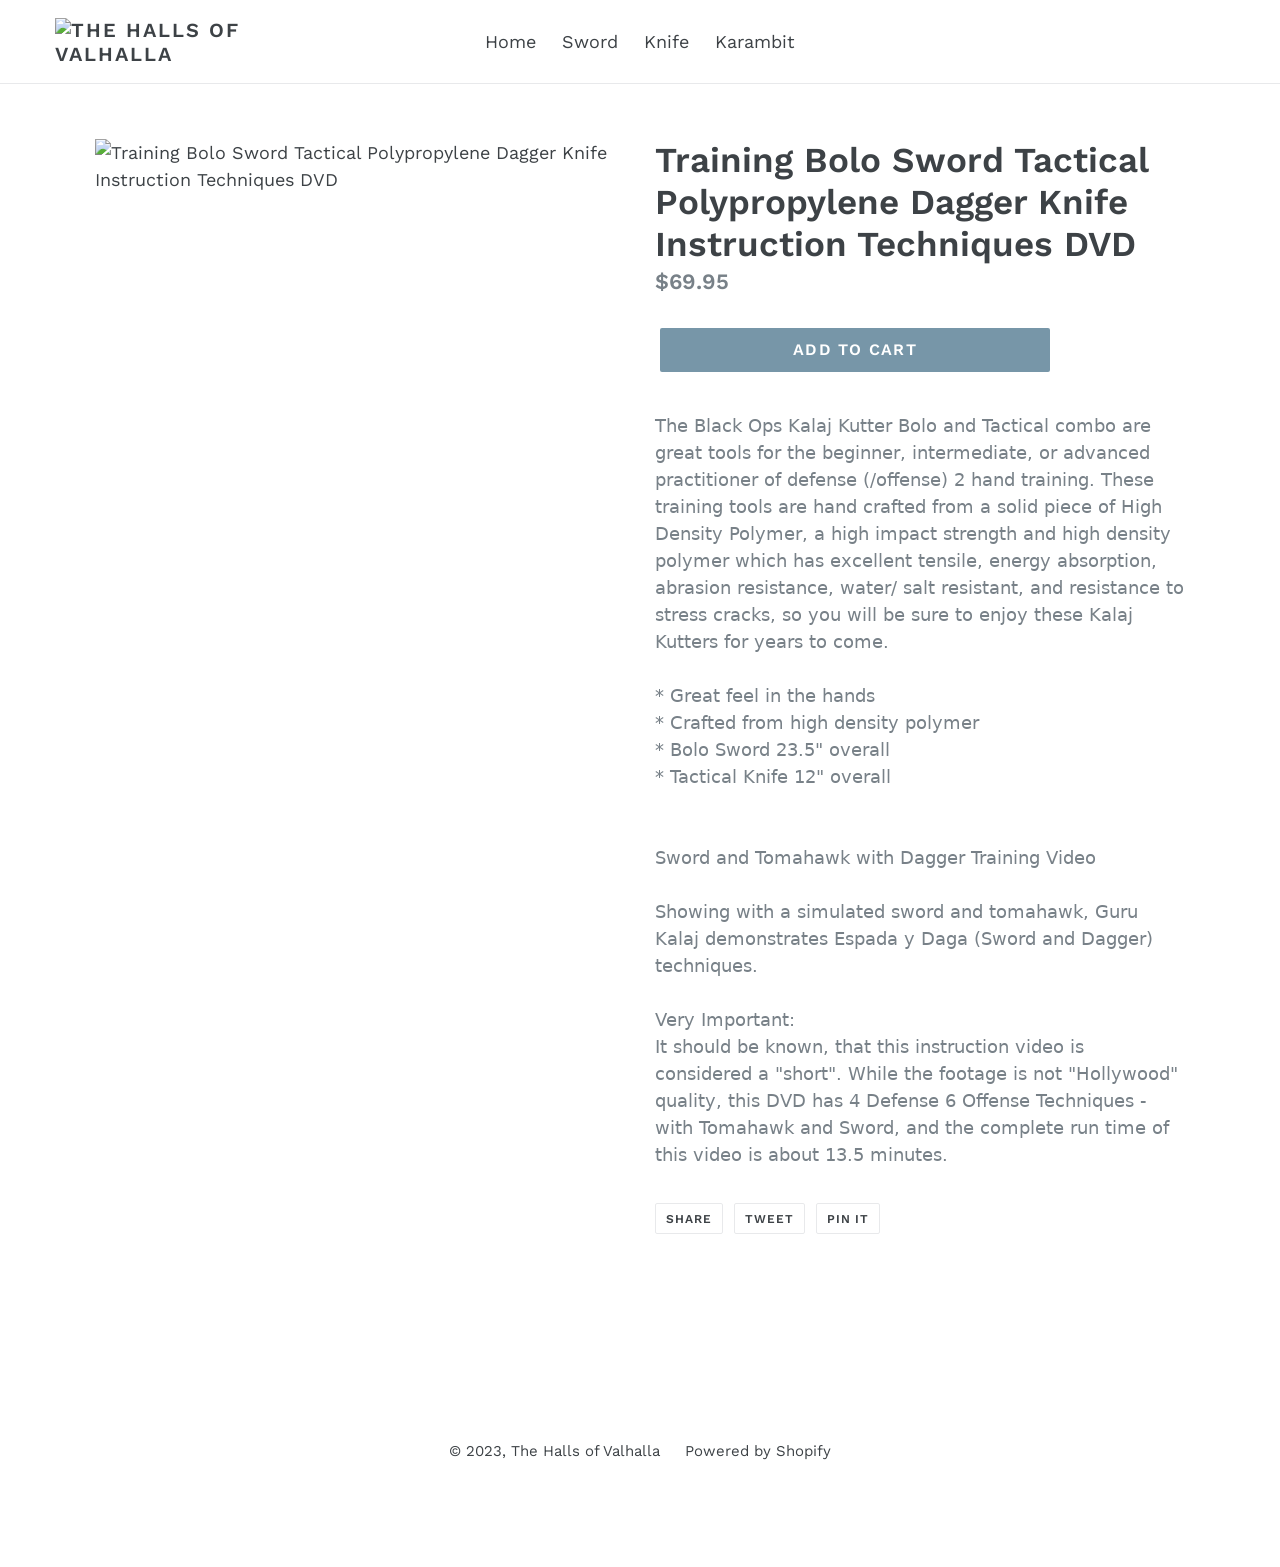 THE HALLS OF
VALHALLA
Home Sword Knife Karambit
Training Bolo Sword Tactical Polypropylene Dagger Knife
Instruction Techniques DVD
Training Bolo Sword Tactical
Polypropylene Dagger Knife
Instruction Techniques DVD
$69.95
ADD TO CART
The Black Ops Kalaj Kutter Bolo and Tactical combo are
great tools for the beginner, intermediate, or advanced
practitioner of defense (/offense) 2 hand training. These
training tools are hand crafted from a solid piece of High
Density Polymer, a high impact strength and high density
polymer which has excellent tensile, energy absorption,
abrasion resistance, water/ salt resistant, and resistance to
stress cracks, so you will be sure to enjoy these Kalaj
Kutters for years to come.
* Great feel in the hands
* Crafted from high density polymer
* Bolo Sword 23.5" overall
* Tactical Knife 12" overall
Sword and Tomahawk with Dagger Training Video
Showing with a simulated sword and tomahawk, Guru
Kalaj demonstrates Espada y Daga (Sword and Dagger)
techniques.
Very Important:
It should be known, that this instruction video is
considered a "short". While the footage is not "Hollywood"
quality, this DVD has 4 Defense 6 Offense Techniques -
with Tomahawk and Sword, and the complete run time of
this video is about 13.5 minutes.
SHARE TWEET PIN IT
© 2023, The Halls of Valhalla Powered by Shopify